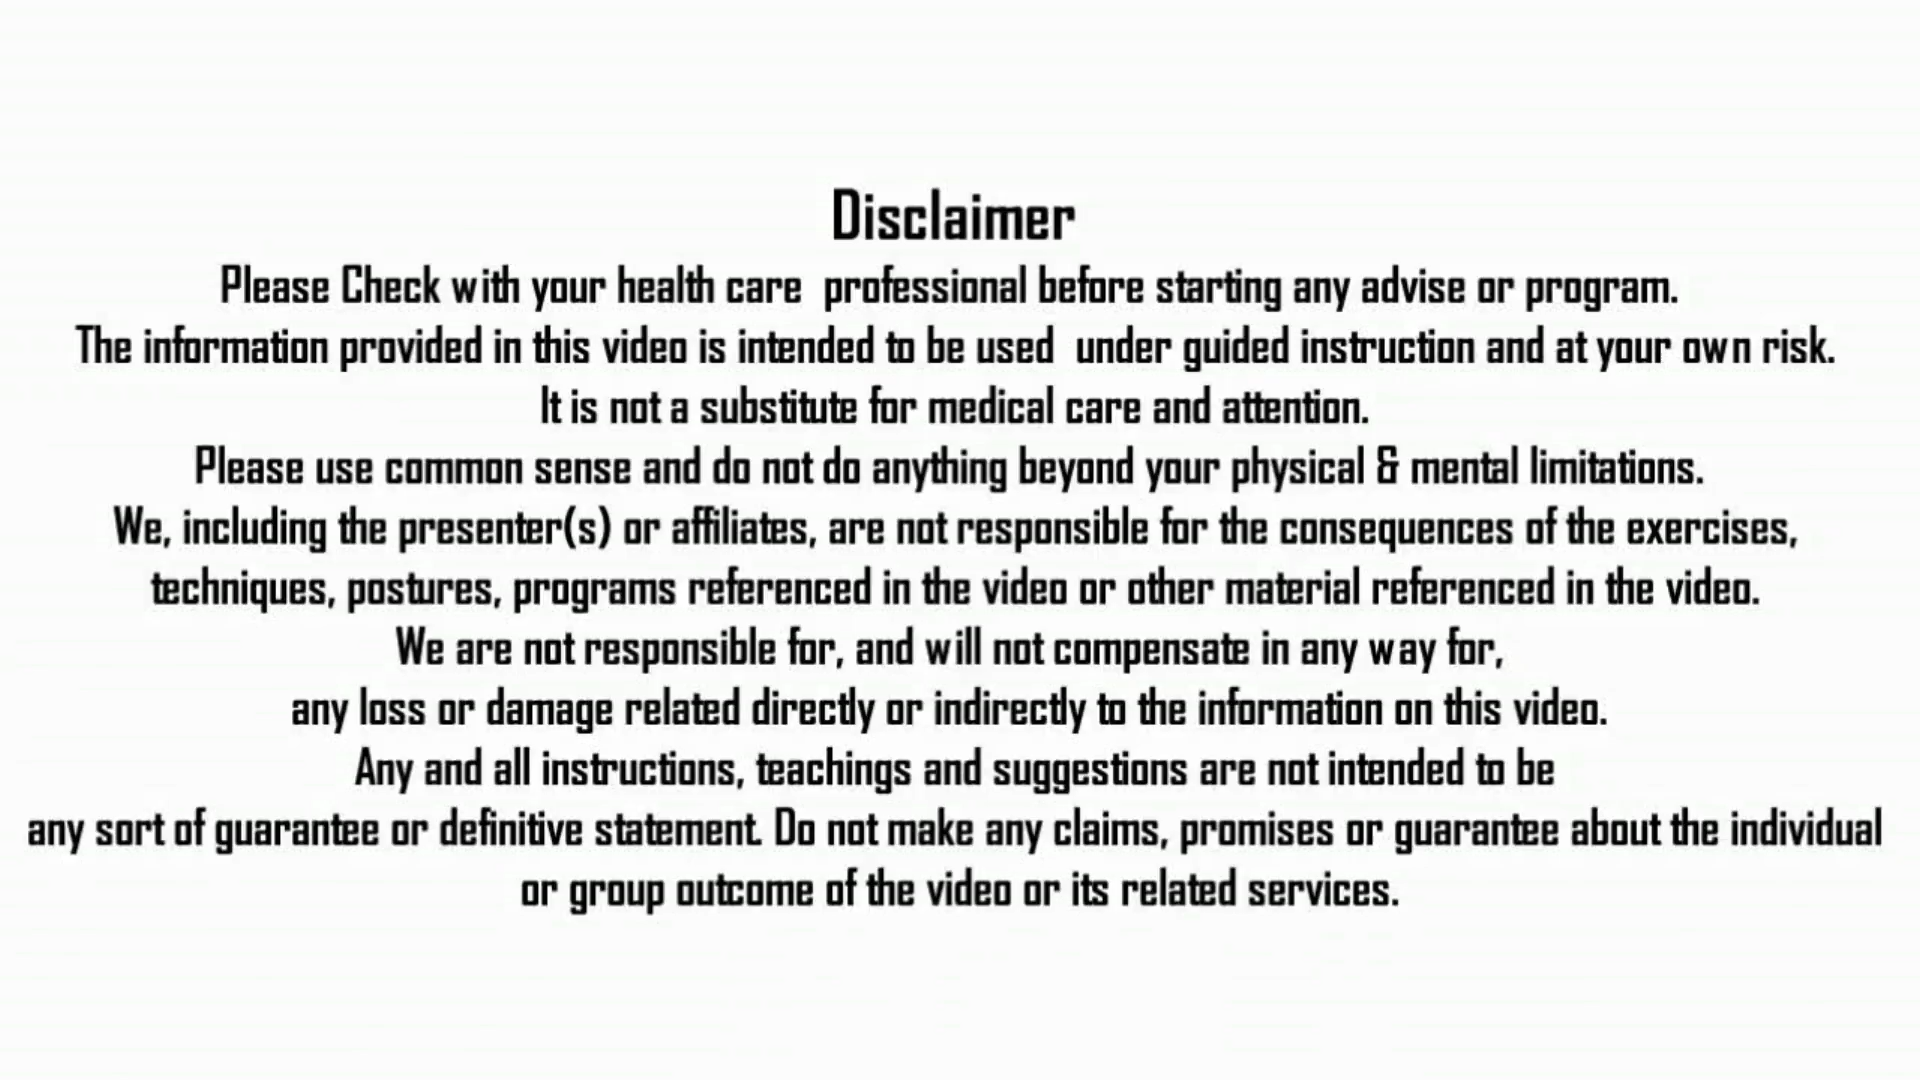 Disclaimer
Please Check with your health care professional before starting any advise or program.
The information provided in this video is intended to be used under guided instruction and at your own risk.
It is not a substitute for medical care and attention.
Please use common sense and do not do anything beyond your physical & mental limitations.
We, including the presenter(s) or affiliates, are not responsible for the consequences of the exercises,
techniques, postures, programs referenced in the video or other material referenced in the video.
We are not responsible for, and will not compensate in any way for,
any loss or damage related directly or indirectly to the information on this video.
Any and all instructions, teachings and suggestions are not intended to be
any sort of guarantee or definitive statement. Do not make any claims, promises or guarantee about the individual
or group outcome of the video or its related services.